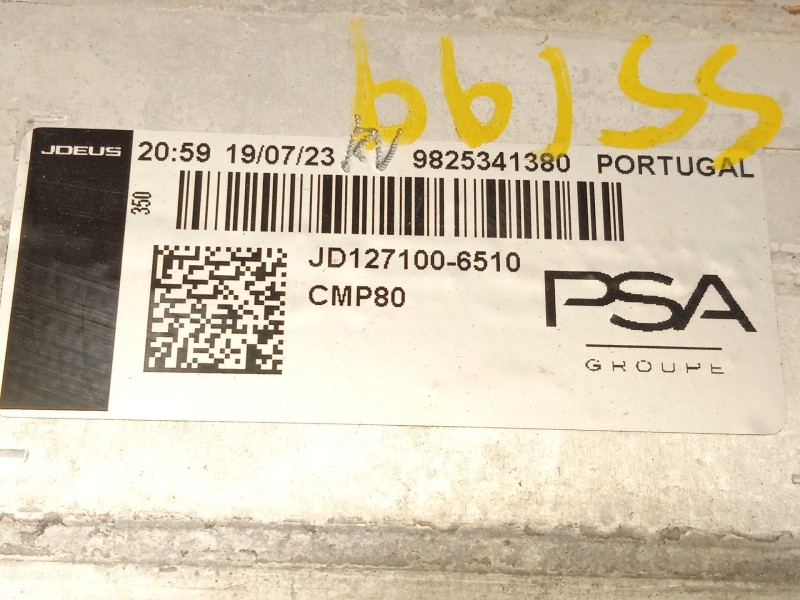 66155
JDEUS 20:59 19/07/23 9825341380 PORTUGAL
350
JD127100-6510
CMP80
PSA
GROUPE